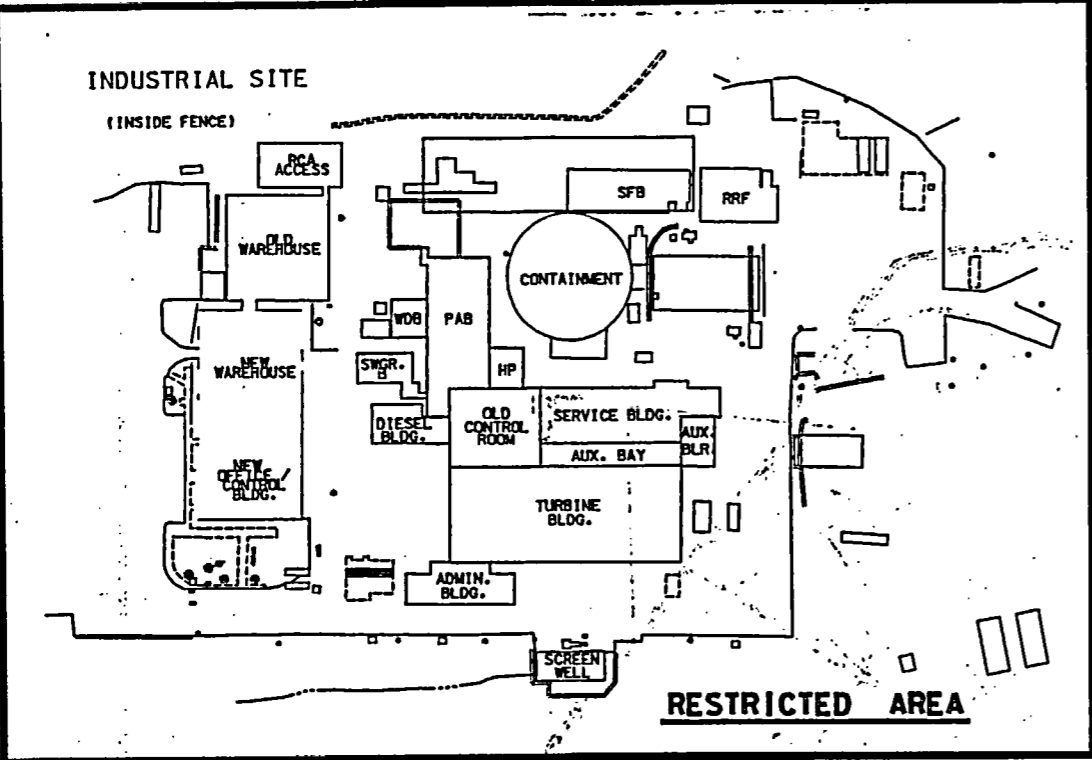 INDUSTRIAL SITE
(INSIDE FENCE)
RCA
ACCESS
SFB
RRF
OLD
WAREHOUSE
CONTAINMENT
WDB
PAB
NEW
WAREHOUSE
SWGR.
B
HP
DIESEL
BLDG.
OLD
CONTROL
ROOM
SERVICE BLDG.
AUX.
BLR.
AUX. BAY
NEW
OFFICE/
CONTROL
BLDG.
TURBINE
BLDG.
ADMIN.
BLDG.
SCREEN
WELL
RESTRICTED AREA